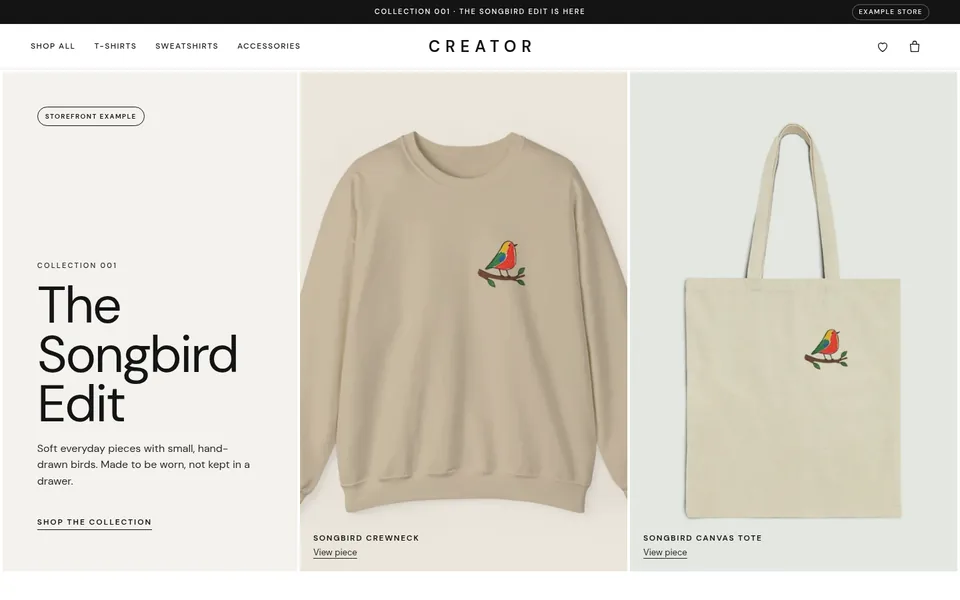 COLLECTION 001 · THE SONGBIRD EDIT IS HERE
EXAMPLE STORE
SHOP ALL
T-SHIRTS
SWEATSHIRTS
ACCESSORIES
CREATOR
STOREFRONT EXAMPLE
COLLECTION 001
The
Songbird
Edit
Soft everyday pieces with small, hand-
drawn birds. Made to be worn, not kept in a
drawer.
SHOP THE COLLECTION
SONGBIRD CREWNECK
View piece
SONGBIRD CANVAS TOTE
View piece